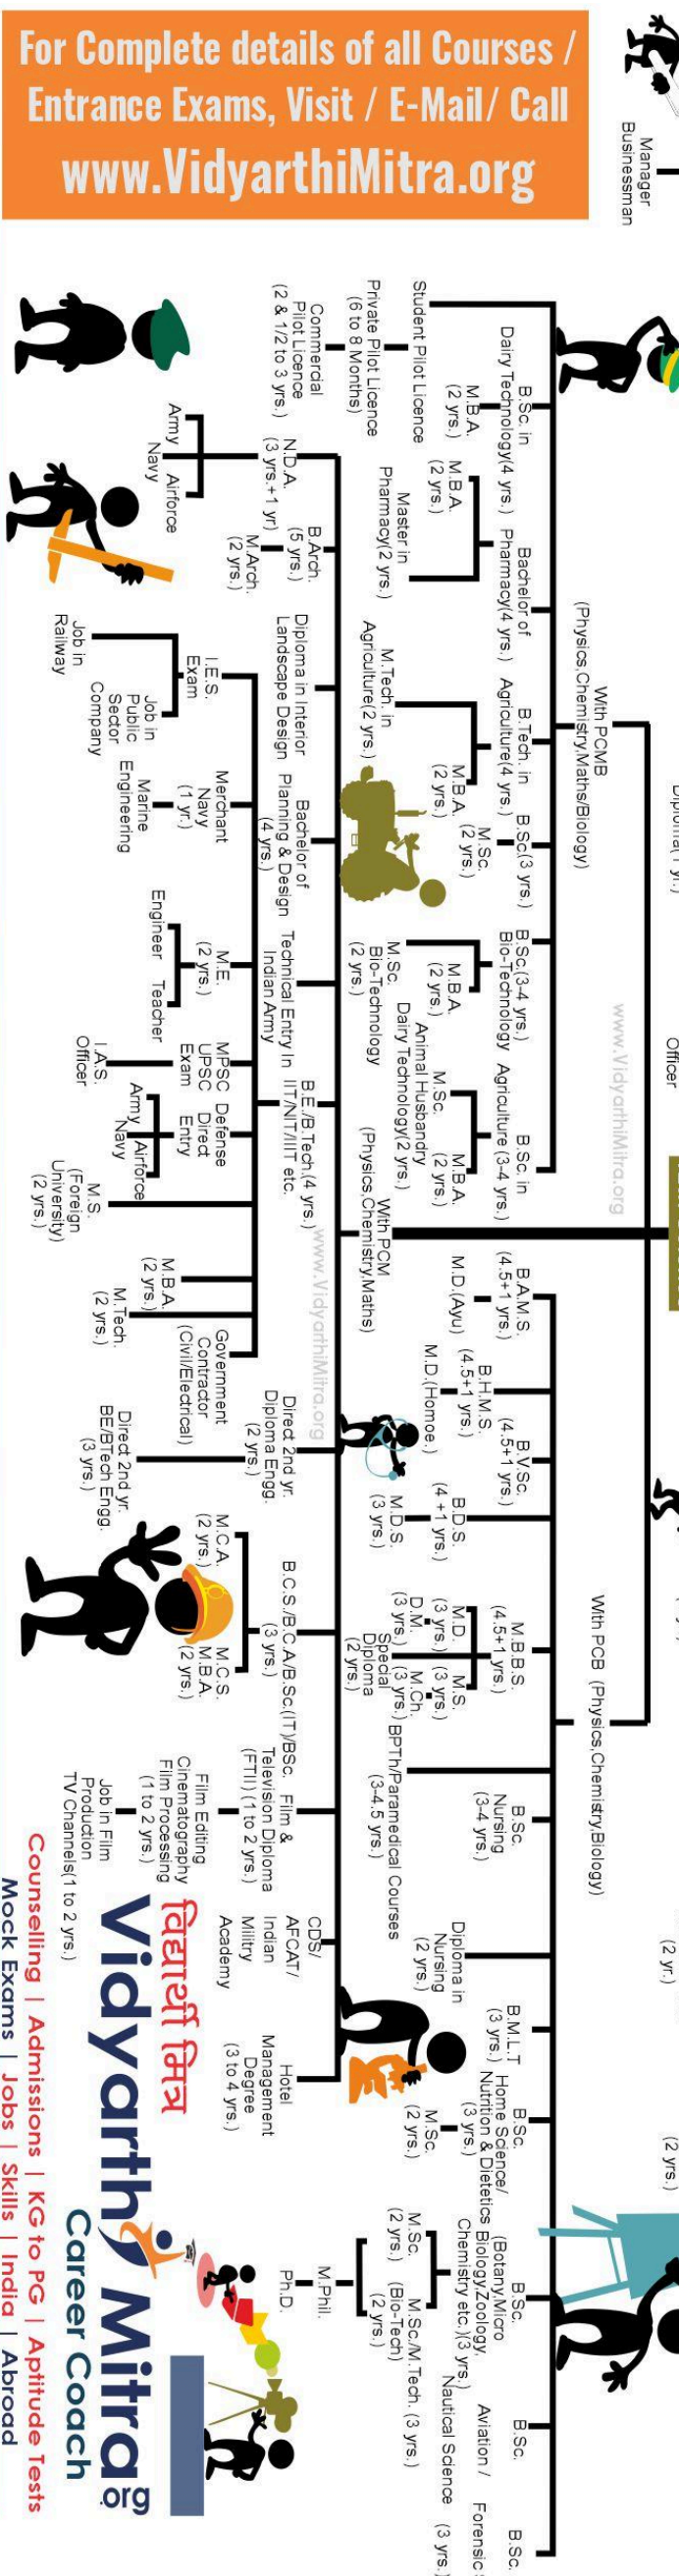 For Complete details of all Courses /
Entrance Exams, Visit / E-Mail/ Call
www.VidyarthiMitra.org
Manager
Businessman
Officer
(2 yr.)
(2 yrs.)
www.VidyarthiMitra.org
With PCMB
(Physics,Chemistry,Maths/Biology)
Student Pilot Licence
Private Pilot Licence
(6 to 8 Months)
Commercial
Pilot Licence
(2 & 1/2 to 3 yrs.)
B.Sc. in
Dairy Technology(4 yrs.)
M.B.A.
(2 yrs.)
Bachelor of
Pharmacy(4 yrs.)
M.B.A.
(2 yrs.)
Master in
Pharmacy(2 yrs.)
B.Tech. in
Agriculture(4 yrs.)
M.Tech. in
Agriculture(2 yrs.)
M.B.A.
(2 yrs.)
B.Sc.(3 yrs.)
M.Sc.
(2 yrs.)
B.Sc.(3-4 yrs.)
Bio-Technology
M.Sc.
Bio-Technology
(2 yrs.)
M.B.A.
(2 yrs.)
B.Sc. in
Agriculture (3-4 yrs.)
M.Sc.
Animal Husbandry
Dairy Technology(2 yrs.)
M.B.A.
(2 yrs.)
With PCB (Physics,Chemistry,Biology)
B.A.M.S.
(4.5+1 yrs.)
M.D.(Ayu)
B.H.M.S.
(4.5+1 yrs.)
M.D.(Homoe.)
B.V.Sc.
(4.5+1 yrs.)
B.D.S.
(4 +1 yrs.)
M.D.S.
(3 yrs.)
M.B.B.S.
(4.5+1 yrs.)
M.D.
(3 yrs.)
M.S.
(3 yrs.)
D.M.
(3 yrs.)
M.Ch.
(3 yrs.)
Special
Diploma
(2 yrs.)
BPTh/Paramedical Courses
(3-4.5 yrs.)
B.Sc.
Nursing
(3-4 yrs.)
Diploma in
Nursing
(2 yrs.)
B.M.L.T
(3 yrs.)
B.Sc.
Home Science/
Nutrition & Dietetics
(3 yrs.)
M.Sc.
(2 yrs.)
B.Sc.
(Botany,Micro
Biology,Zoology,
Chemistry etc.)(3 yrs.)
M.Sc.
(2 yrs.)
M.Sc./M.Tech. (3 yrs.)
(Bio-Tech)
(2 yrs.)
M.Phil.
Ph.D.
B.Sc.
Aviation /
Nautical Science
B.Sc.
Forensic
(3 yrs.)
With PCM
(Physics,Chemistry,Maths)
www.VidyarthiMitra.org
N.D.A.
(3 yrs.+1 yr)
Army
Airforce
Navy
B.Arch.
(5 yrs.)
M.Arch.
(2 yrs.)
Diploma in Interior
Landscape Design
Bachelor of
Planning & Design
(4 yrs.)
Technical Entry In
Indian Army
B.E./B.Tech.(4 yrs.)
IIT/NIT/IIIT etc.
I.E.S.
Exam
Job in
Railway
Job in
Public
Sector
Company
Merchant
Navy
(1 yr.)
Marine
Engineering
M.E.
(2 yrs.)
Engineer
Teacher
MPSC
UPSC
Exam
I.A.S.
Officer
Defense
Direct
Entry
Army
Airforce
Navy
M.S.
(Foreign
University)
(2 yrs.)
M.B.A.
(2 yrs.)
M.Tech.
(2 yrs.)
Government
Contractor
(Civil/Electrical)
Direct 2nd yr.
Diploma Engg.
(2 yrs.)
Direct 2nd yr.
BE/BTech Engg.
(3 yrs.)
B.C.S./B.C.A/B.Sc.(IT)/BSc.
(3 yrs.)
M.C.A.
(2 yrs.)
M.C.S.
M.B.A.
(2 yrs.)
Film &
Television Diploma
(FTII) (1 to 2 yrs.)
Film Editing
Cinematography
Film Processing
(1 to 2 yrs.)
Job in Film
Production
TV Channels(1 to 2 yrs.)
CDS/
AFCAT/
Indian
Militry
Academy
Hotel
Management
Degree
(3 to 4 yrs.)
विद्यार्थी मित्र
Vidyarthi Mitra.org
Career Coach
Counselling | Admissions | KG to PG | Aptitude Tests
Mock Exams | Jobs | Skills | India | Abroad